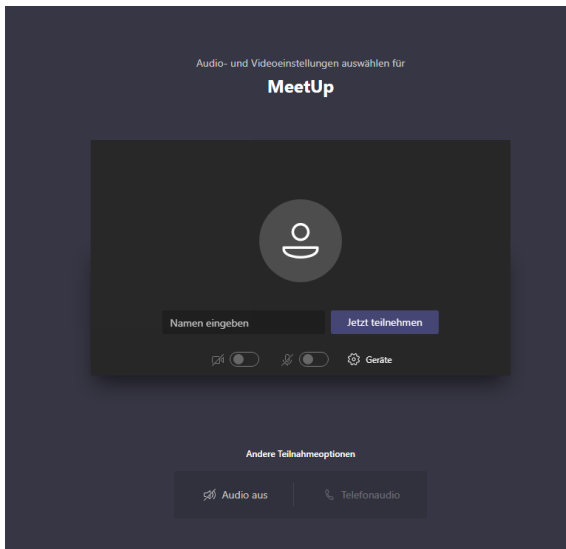 Audio- und Videoeinstellungen auswählen für
MeetUp
Namen eingeben
Jetzt teilnehmen
Geräte
Andere Teilnahmeoptionen
Audio aus
Telefonaudio